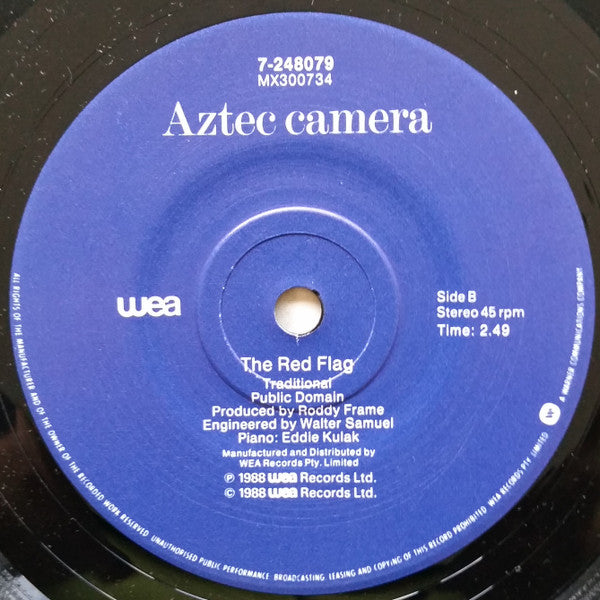 7-248079
MX300734
Aztec camera
wea
Side B
Stereo 45 rpm
Time: 2.49
The Red Flag
Traditional
Public Domain
Produced by Roddy Frame
Engineered by Walter Samuel
Piano: Eddie Kulak
Manufactured and Distributed by
WEA Records Pty. Limited
℗ 1988 wea Records Ltd.
© 1988 wea Records Ltd.
ALL RIGHTS OF THE MANUFACTURER AND OF THE OWNER OF THE RECORDED WORK RESERVED UNAUTHORISED PUBLIC PERFORMANCE BROADCASTING LEASING AND COPYING OF THIS RECORD PROHIBITED WEA RECORDS PTY. LIMITED A WARNER COMMUNICATIONS COMPANY.